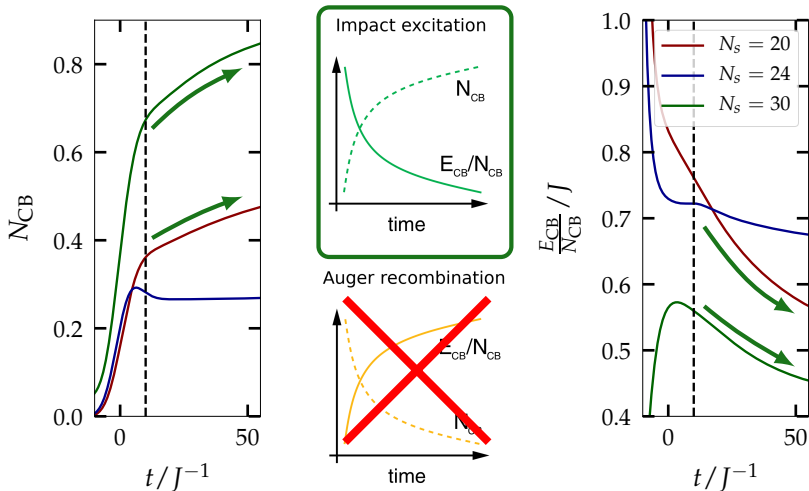 0.8
0.6
0.4
0.2
0.0
N_CB
0
50
t / J⁻¹
Impact excitation
N_CB
E_CB/N_CB
time
Auger recombination
E_CB/N_CB
N_CB
time
1.0
0.9
0.8
0.7
0.6
0.5
0.4
E_CB/N_CB / J
N_s = 20
N_s = 24
N_s = 30
0
50
t / J⁻¹